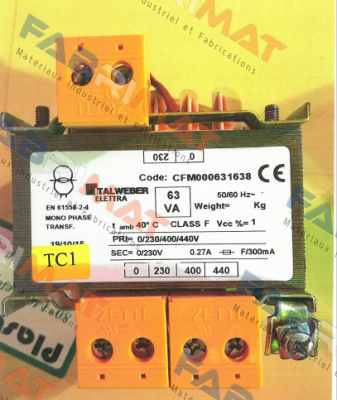 FABRIMAT
Matériaux Industriel et Fabrications
0 230
Code: CFM000631638 CE
ITALWEBER
ELETTRA
63
VA
50/60 Hz~
Weight= Kg
EN 61558-2-4
MONO PHASE
TRANSF.
t amb 40° C CLASS F Vcc %= 1
19/10/15
PRI= 0/230/400/440V
SEC= 0/230V 0.27A F/300mA
TC1
0 230 400 440
ZETTI ZETTI
Plas